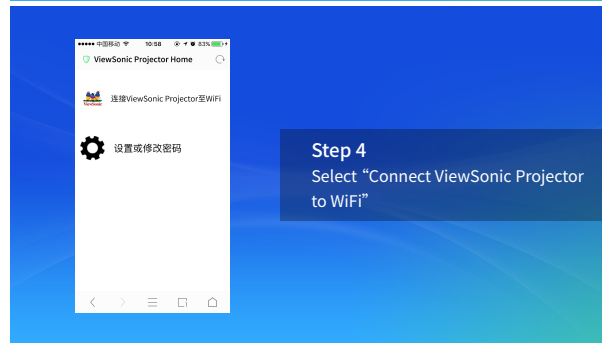 中国移动 10:58 83%
ViewSonic Projector Home
ViewSonic
连接ViewSonic Projector至WiFi
设置或修改密码
Step 4
Select “Connect ViewSonic Projector
to WiFi”